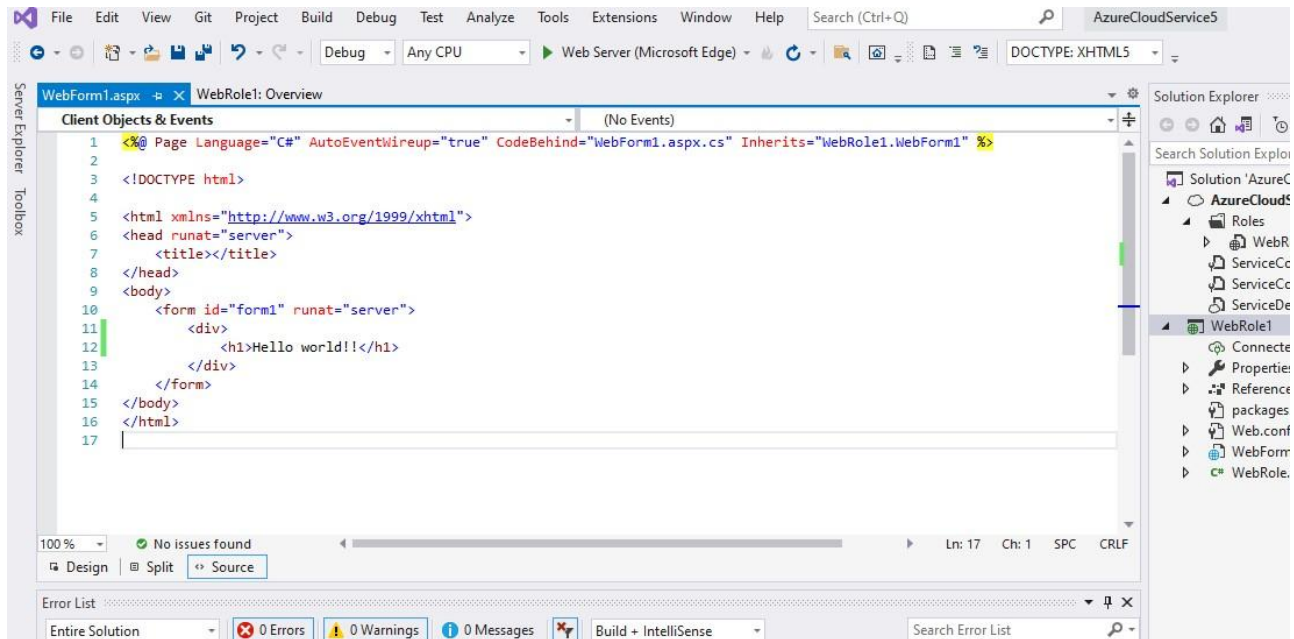 File Edit View Git Project Build Debug Test Analyze Tools Extensions Window Help Search (Ctrl+Q) AzureCloudService5
Debug Any CPU Web Server (Microsoft Edge) DOCTYPE: XHTML5
Server Explorer
Toolbox
WebForm1.aspx WebRole1: Overview
Client Objects & Events (No Events)
1 <%@ Page Language="C#" AutoEventWireup="true" CodeBehind="WebForm1.aspx.cs" Inherits="WebRole1.WebForm1" %>
2
3 <!DOCTYPE html>
4
5 <html xmlns="http://www.w3.org/1999/xhtml">
6 <head runat="server">
7 <title></title>
8 </head>
9 <body>
10 <form id="form1" runat="server">
11 <div>
12 <h1>Hello world!!</h1>
13 </div>
14 </form>
15 </body>
16 </html>
17
100 % No issues found Ln: 17 Ch: 1 SPC CRLF
Design Split Source
Error List
Entire Solution 0 Errors 0 Warnings 0 Messages Build + IntelliSense Search Error List
Solution Explorer
Search Solution Explor
Solution 'AzureC
AzureCloudS
Roles
WebR
ServiceCo
ServiceCo
ServiceDe
WebRole1
Connecte
Properties
Reference
packages
Web.conf
WebForm
C# WebRole.